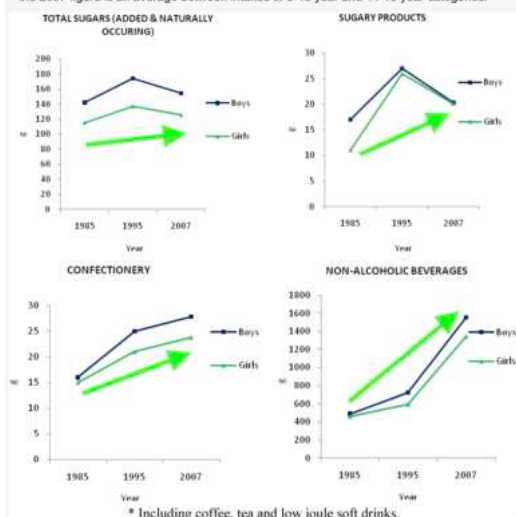 TOTAL SUGARS (ADDED & NATURALLY
OCCURING)
200
180
160
140
120
100
80
60
40
20
0
g
Boys
Girls
1985 1995 2007
Year
SUGARY PRODUCTS
30
25
20
15
10
5
0
g
Boys
Girls
1985 1995 2007
Year
CONFECTIONERY
30
25
20
15
10
5
0
g
Boys
Girls
1985 1995 2007
Year
NON-ALCOHOLIC BEVERAGES
1800
1600
1400
1200
1000
800
600
400
200
0
g
Boys
Girls
1985 1995 2007
Year
* Including coffee, tea and low joule soft drinks.